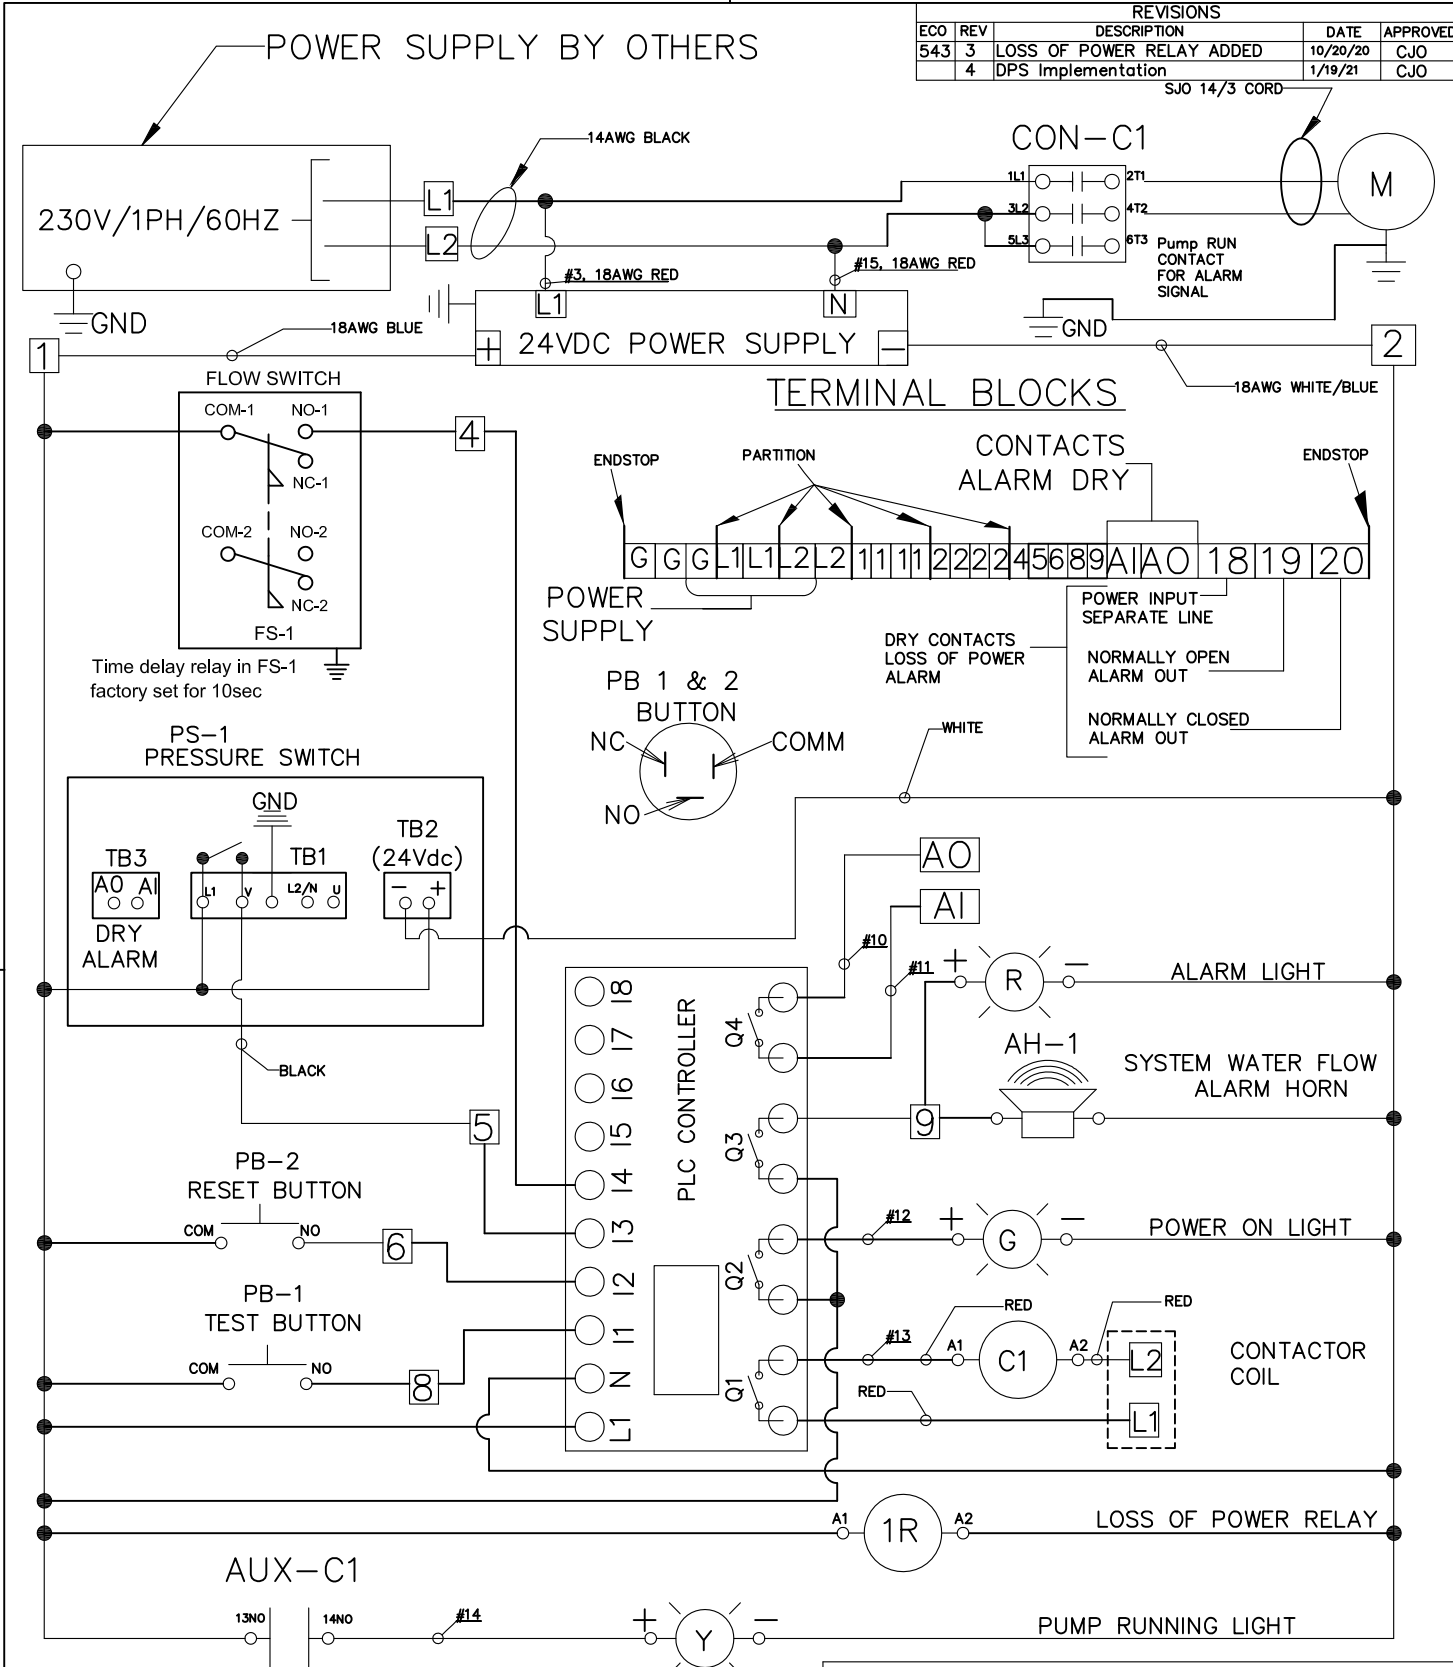 REVISIONS
ECO REV DESCRIPTION DATE APPROVED
543 3 LOSS OF POWER RELAY ADDED 10/20/20 CJO
4 DPS Implementation 1/19/21 CJO
POWER SUPPLY BY OTHERS
SJO 14/3 CORD
14AWG BLACK
CON-C1
230V/1PH/60HZ
L1
L2
1L1 2T1
3L2 4T2
5L3 6T3
M
Pump RUN
CONTACT
FOR ALARM
SIGNAL
#3, 18AWG RED
#15, 18AWG RED
GND
GND
L1 N
+ 24VDC POWER SUPPLY -
18AWG BLUE
1
2
18AWG WHITE/BLUE
FLOW SWITCH
COM-1 NO-1
NC-1
COM-2 NO-2
NC-2
FS-1
4
Time delay relay in FS-1
factory set for 10sec
TERMINAL BLOCKS
CONTACTS
ALARM DRY
ENDSTOP
PARTITION
ENDSTOP
G G G L1 L1 L2 L2 1 1 1 1 2 2 2 2 4 5 6 8 9 AI AO 18 19 20
POWER
SUPPLY
DRY CONTACTS
LOSS OF POWER
ALARM
POWER INPUT
SEPARATE LINE
NORMALLY OPEN
ALARM OUT
NORMALLY CLOSED
ALARM OUT
PB 1 & 2
BUTTON
NC
COMM
NO
WHITE
PS-1
PRESSURE SWITCH
GND
TB3
AO AI
DRY
ALARM
TB1
L1 V L2/N U
TB2
(24Vdc)
- +
BLACK
5
AO
AI
#10
#11
PLC CONTROLLER
I8
I7
I6
I5
I4
I3
I2
I1
N
L1
Q4
Q3
Q2
Q1
+ R -
ALARM LIGHT
AH-1
9
SYSTEM WATER FLOW
ALARM HORN
PB-2
RESET BUTTON
COM NO
6
PB-1
TEST BUTTON
COM NO
8
#12
+ G -
POWER ON LIGHT
#13
RED
A1 C1 A2
RED
L2
L1
RED
CONTACTOR
COIL
A1 1R A2
LOSS OF POWER RELAY
AUX-C1
13NO 14NO
#14
+ Y -
PUMP RUNNING LIGHT